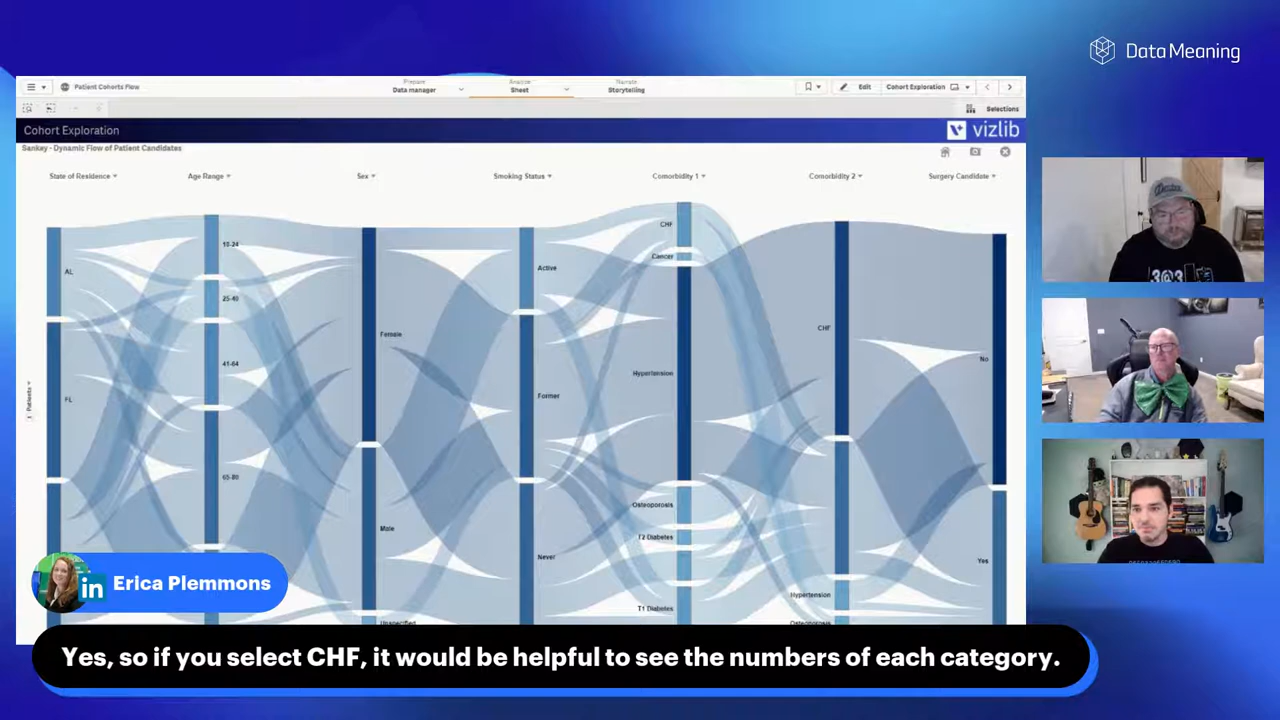 DataMeaning
Patient Cohorts Flow
Prepare
Data manager
Analyze
Sheet
Narrate
Storytelling
Edit
Cohort Exploration
Selections
Cohort Exploration
vizlib
Sankey - Dynamic Flow of Patient Candidates
State of Residence
Age Range
Sex
Smoking Status
Comorbidity 1
Comorbidity 2
Surgery Candidate
CHF
18-24
Cancer
Active
AL
25-40
CHF
Female
No
41-64
Hypertension
Patients
FL
Former
65-80
Osteoporosis
Male
T2 Diabetes
Never
Yes
Hypertension
T1 Diabetes
Unspecified
Osteoporosis
in Erica Plemmons
Yes, so if you select CHF, it would be helpful to see the numbers of each category.